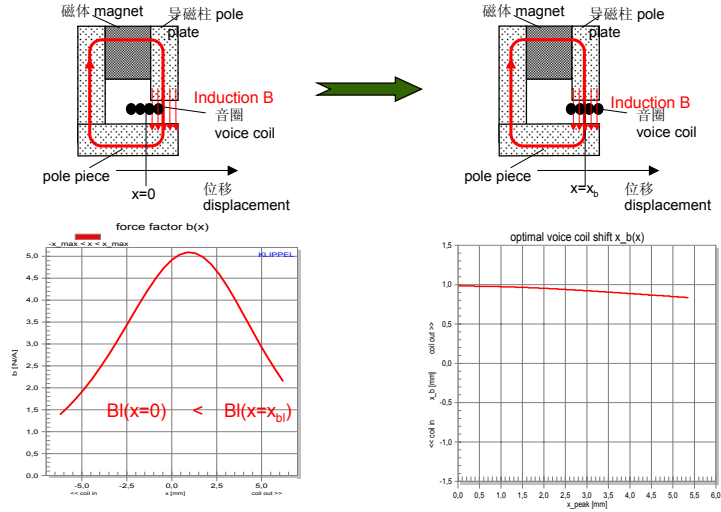 磁体 magnet
导磁柱 pole
plate
Induction B
音圈
voice coil
pole piece
x=0
位移
displacement
磁体 magnet
导磁柱 pole
plate
Induction B
音圈
voice coil
pole piece
x=x_b
位移
displacement
force factor b(x)
-x_max < x < x_max
KLIPPEL
5,0
4,5
4,0
3,5
3,0
2,5
2,0
1,5
1,0
0,5
0,0
b [N/A]
Bl(x=0) < Bl(x=x_bl)
-5,0 -2,5 0,0 2,5 5,0
<< coil in x [mm] coil out >>
optimal voice coil shift x_b(x)
1,5
1,0
0,5
0,0
-0,5
-1,0
-1,5
<< coil in x_b [mm] coil out >>
0,0 0,5 1,0 1,5 2,0 2,5 3,0 3,5 4,0 4,5 5,0 5,5 6,0
x_peak [mm]